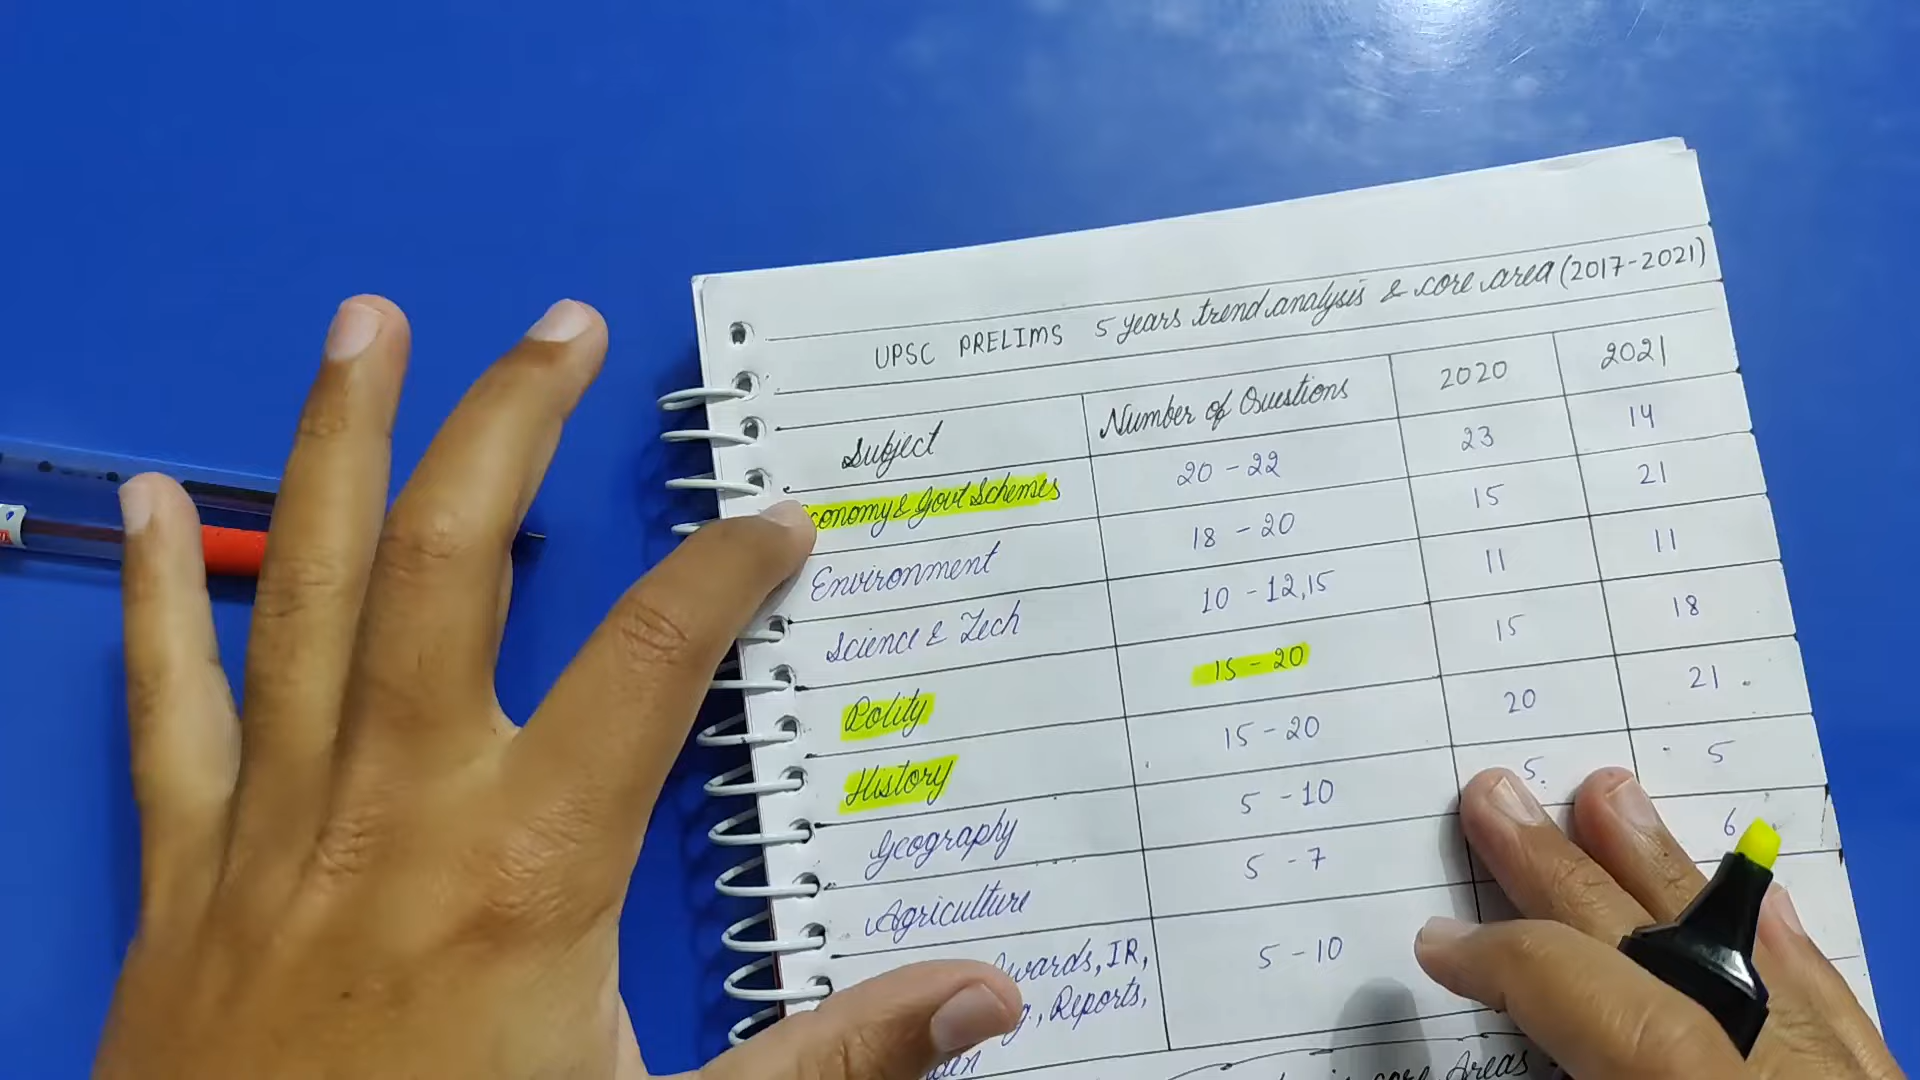 UPSC PRELIMS 5 years trend analysis & core area (2017-2021)
Subject Number of Questions 2020 2021
conomy & Govt Schemes 20 - 22 23 14
Environment 18 - 20 15 21
Science & Tech 10 - 12,15 11 11
Polity 15 - 20 15 18
History 15 - 20 20 21
Geography 5 - 10 5 5
Agriculture 5 - 7 6
wards, IR, 5 - 10
g., Reports,
core Areas